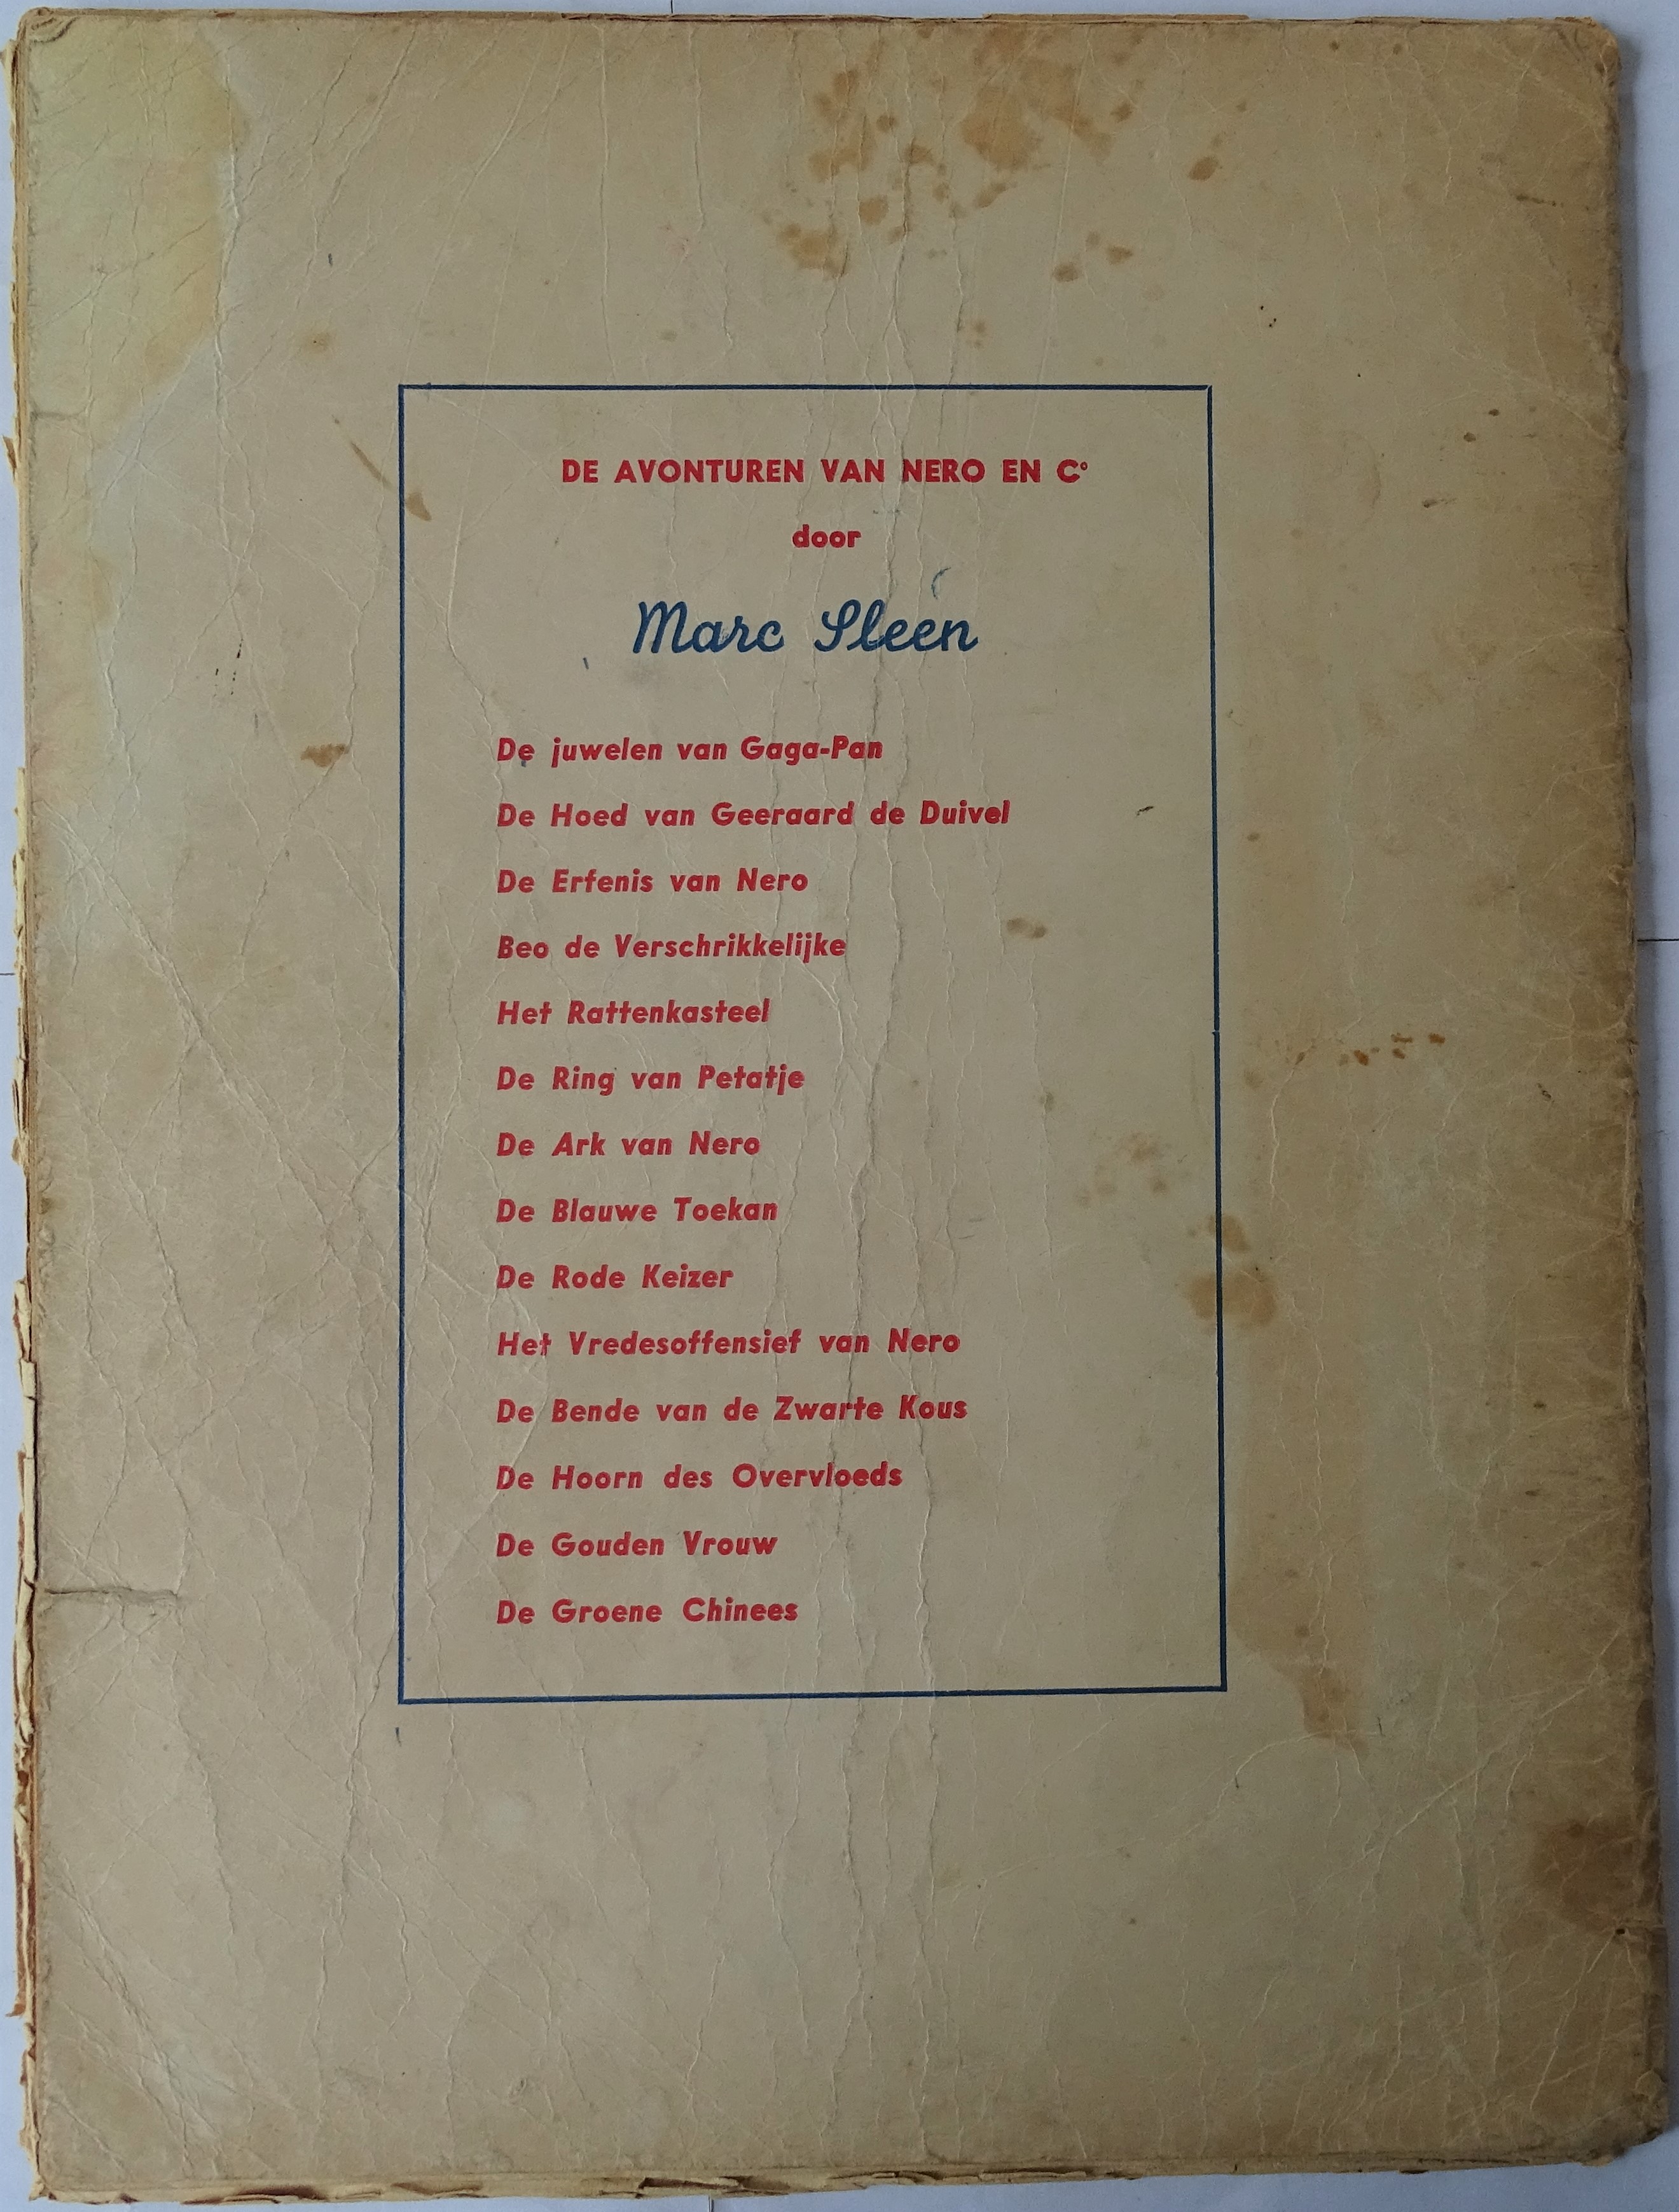 DE AVONTUREN VAN NERO EN C°
door
Marc Sleen
De juwelen van Gaga-Pan
De Hoed van Geeraard de Duivel
De Erfenis van Nero
Beo de Verschrikkelijke
Het Rattenkasteel
De Ring van Petatje
De Ark van Nero
De Blauwe Toekan
De Rode Keizer
Het Vredesoffensief van Nero
De Bende van de Zwarte Kous
De Hoorn des Overvloeds
De Gouden Vrouw
De Groene Chinees